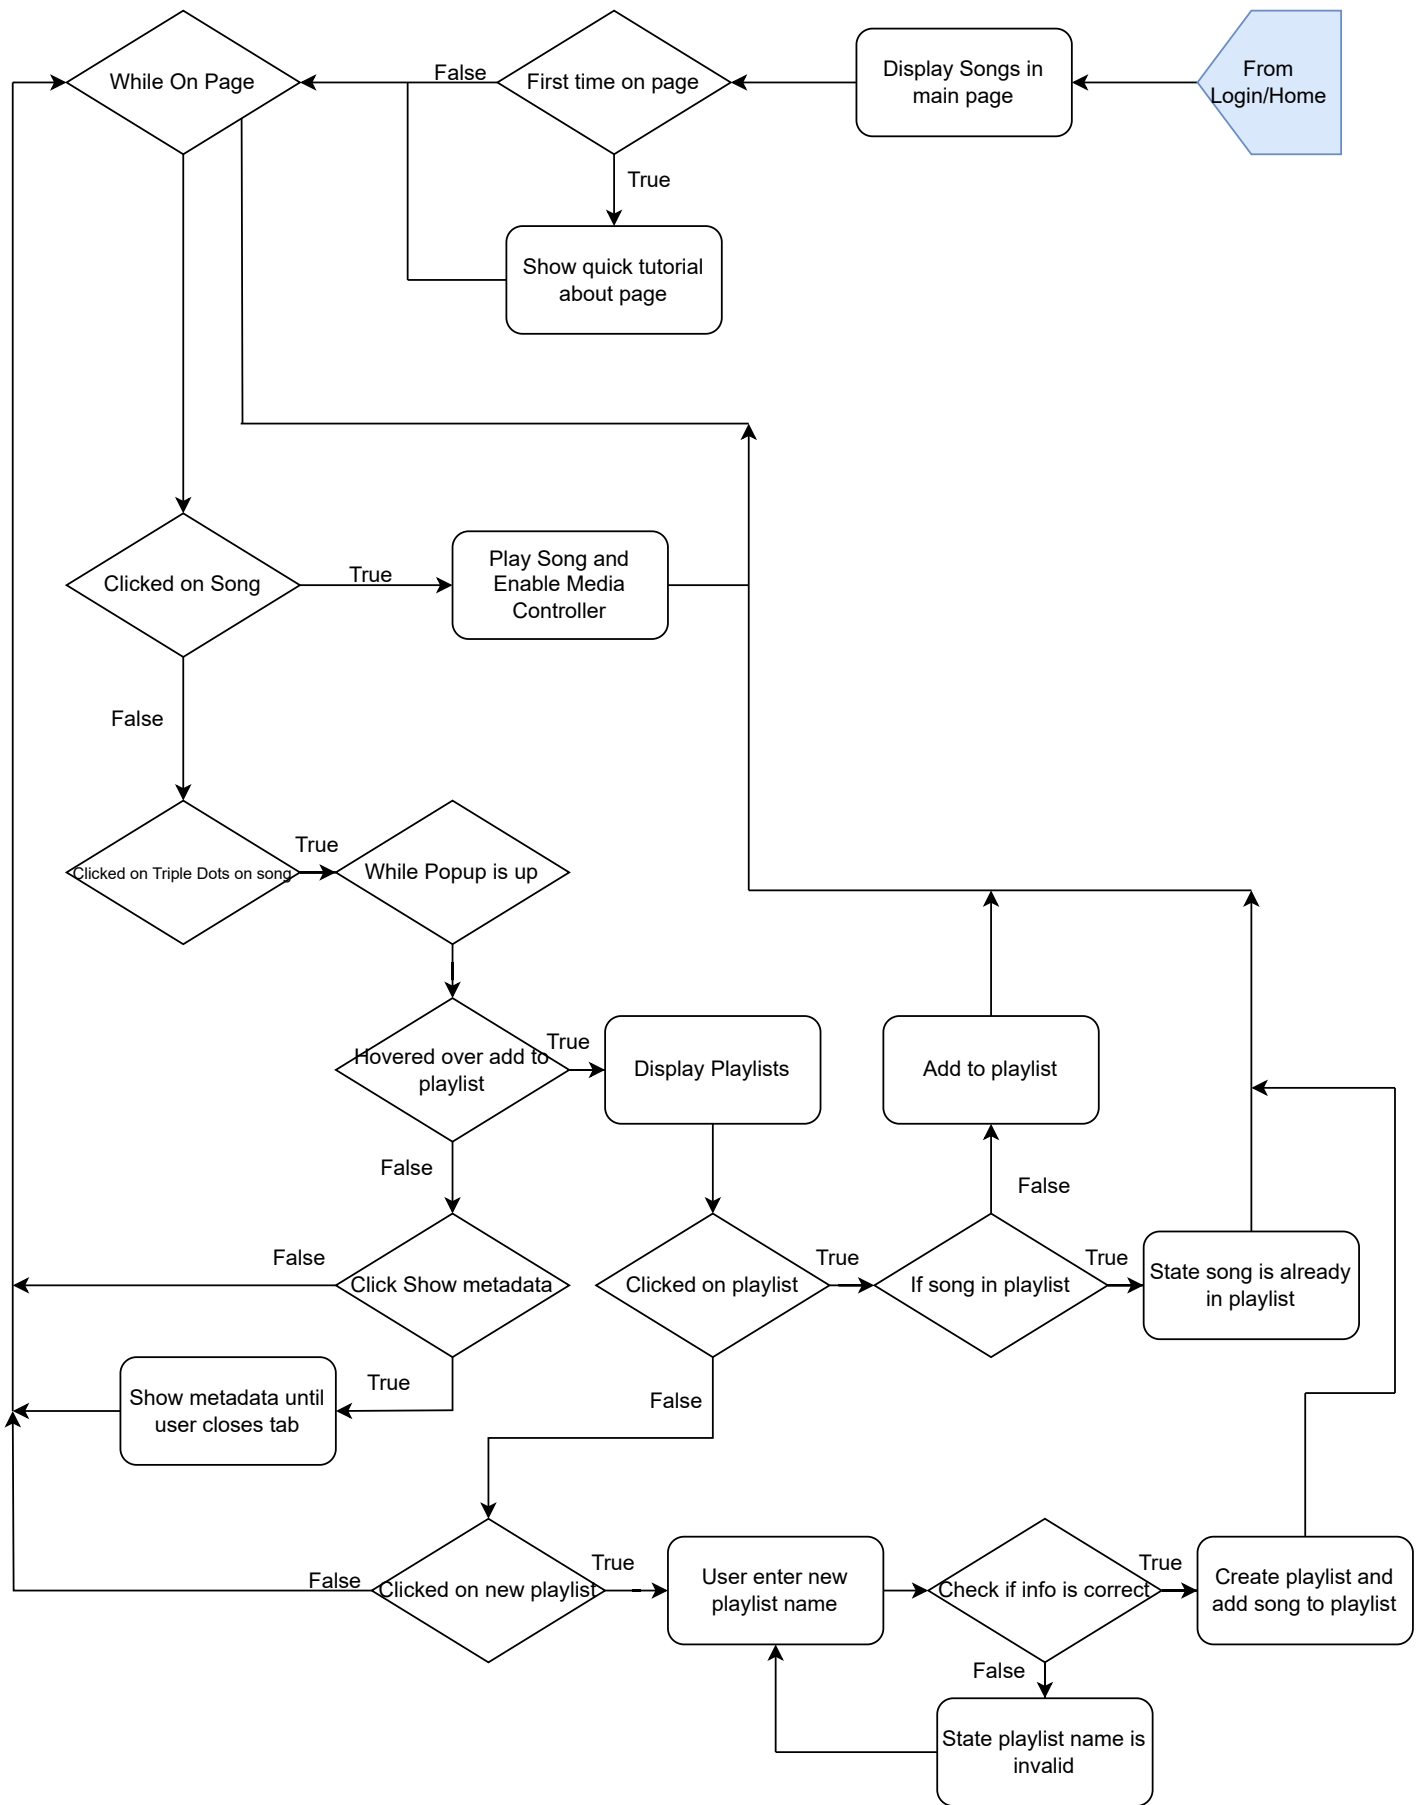 While On Page
False
First time on page
Display Songs in
main page
From
Login/Home
True
Show quick tutorial
about page
Clicked on Song
True
Play Song and
Enable Media
Controller
False
Clicked on Triple Dots on song
True
While Popup is up
Hovered over add to
playlist
True
Display Playlists
Add to playlist
False
False
False
Click Show metadata
Clicked on playlist
True
If song in playlist
True
State song is already
in playlist
Show metadata until
user closes tab
True
False
False
Clicked on new playlist
True
User enter new
playlist name
Check if info is correct
True
Create playlist and
add song to playlist
False
State playlist name is
invalid